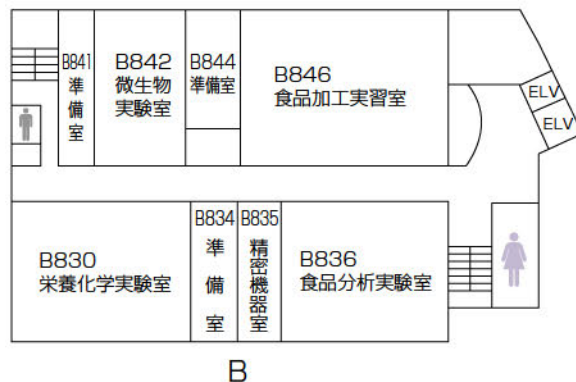 B841
準備室
B842
微生物
実験室
B844
準備室
B846
食品加工実習室
ELV
ELV
B830
栄養化学実験室
B834
準備室
B835
精密機器室
B836
食品分析実験室
B